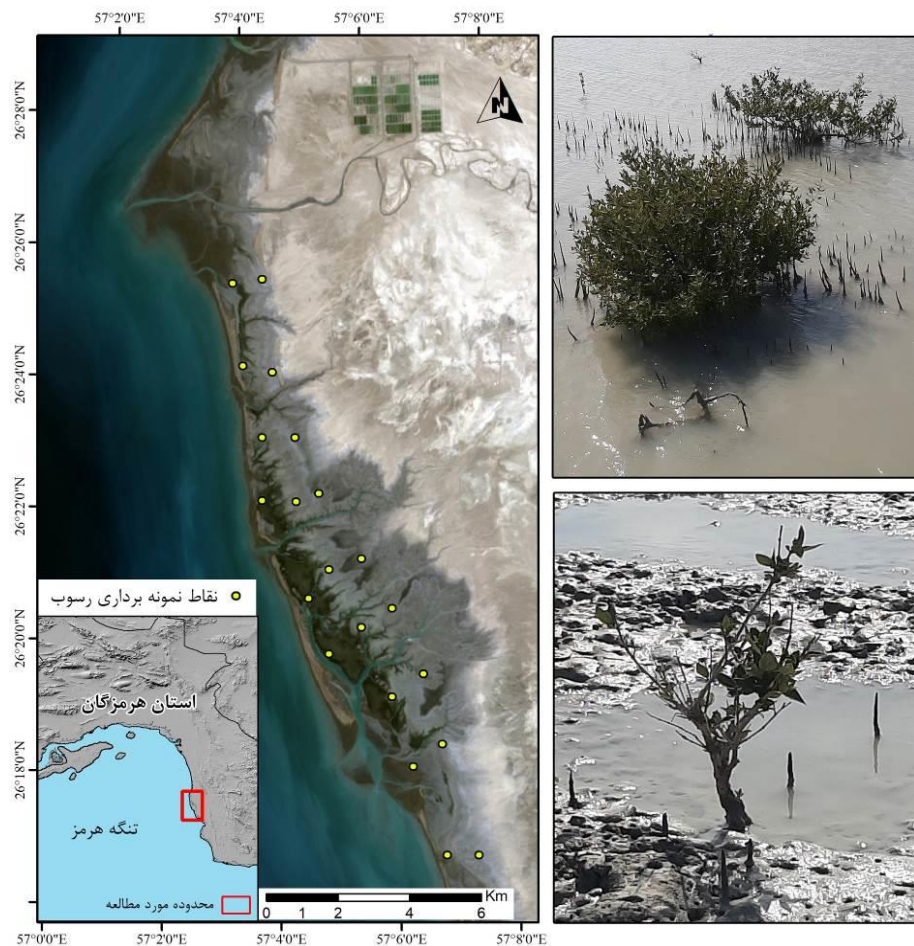 57°2'0"E 57°4'0"E 57°6'0"E 57°8'0"E
N
26°28'0"N
26°26'0"N
26°24'0"N
26°22'0"N
26°20'0"N
26°18'0"N
نقاط نمونه برداری رسوب
استان هرمزگان
تنگه هرمز
محدوده مورد مطالعه
Km
0 1 2 4 6
57°0'0"E 57°2'0"E 57°4'0"E 57°6'0"E 57°8'0"E